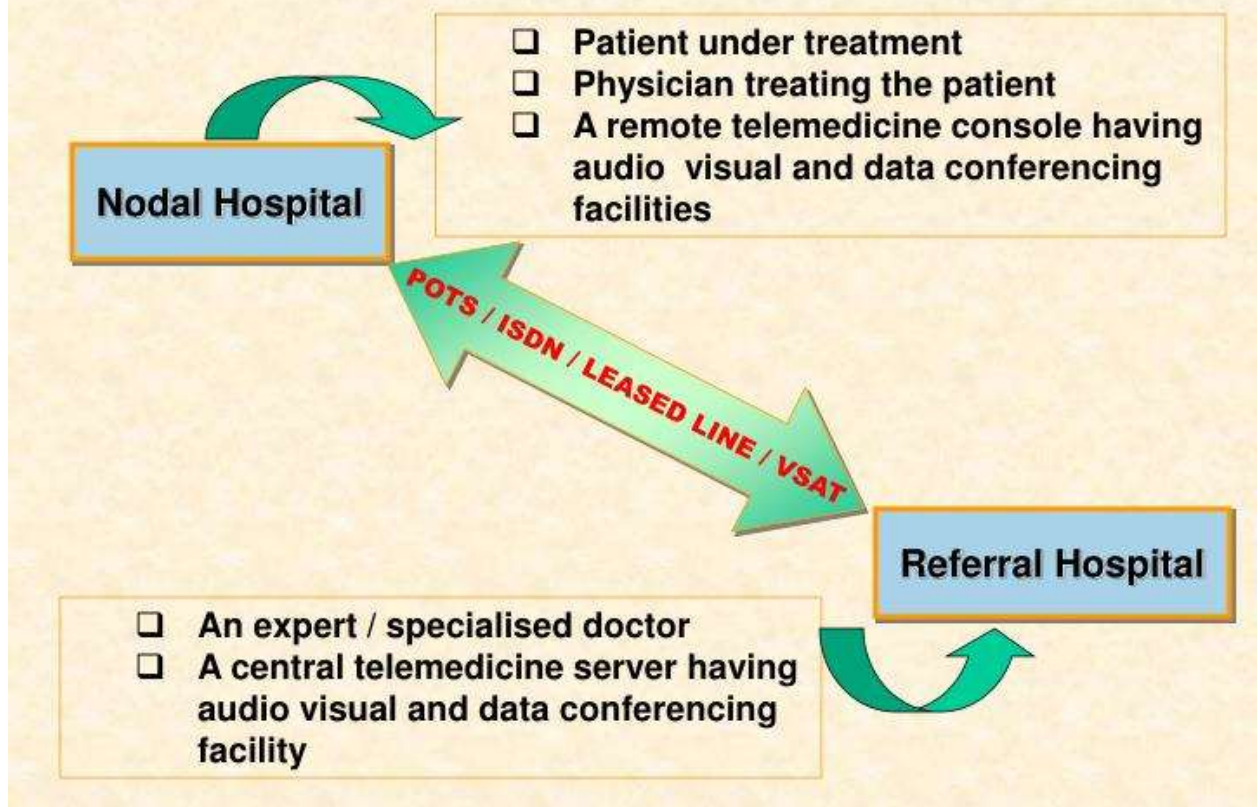 ❑ Patient under treatment
❑ Physician treating the patient
❑ A remote telemedicine console having
audio visual and data conferencing
facilities
Nodal Hospital
POTS / ISDN / LEASED LINE / VSAT
Referral Hospital
❑ An expert / specialised doctor
❑ A central telemedicine server having
audio visual and data conferencing
facility